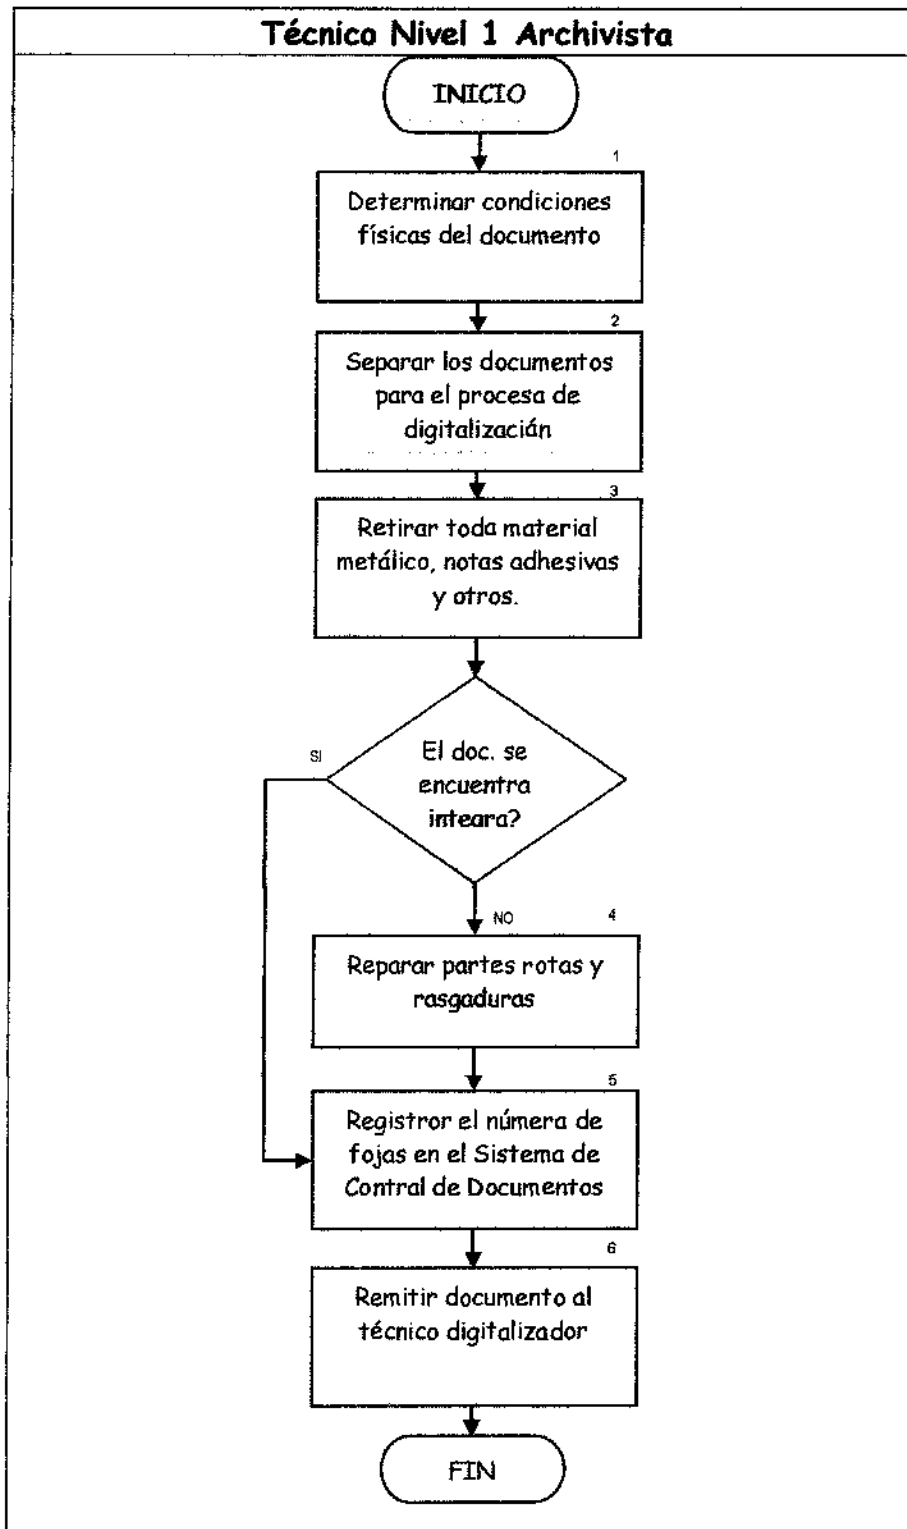 Técnico Nivel 1 Archivista
INICIO
1
Determinar condiciones
físicas del documento
2
Separar los documentos
para el procesa de
digitalizacián
3
Retirar toda material
metálico, notas adhesivas
y otros.
SI
El doc. se
encuentra
inteara?
NO
4
Reparar partes rotas y
rasgaduras
5
Registror el númera de
fojas en el Sistema de
Contral de Documentos
6
Remitir documento al
técnico digitalizador
FIN